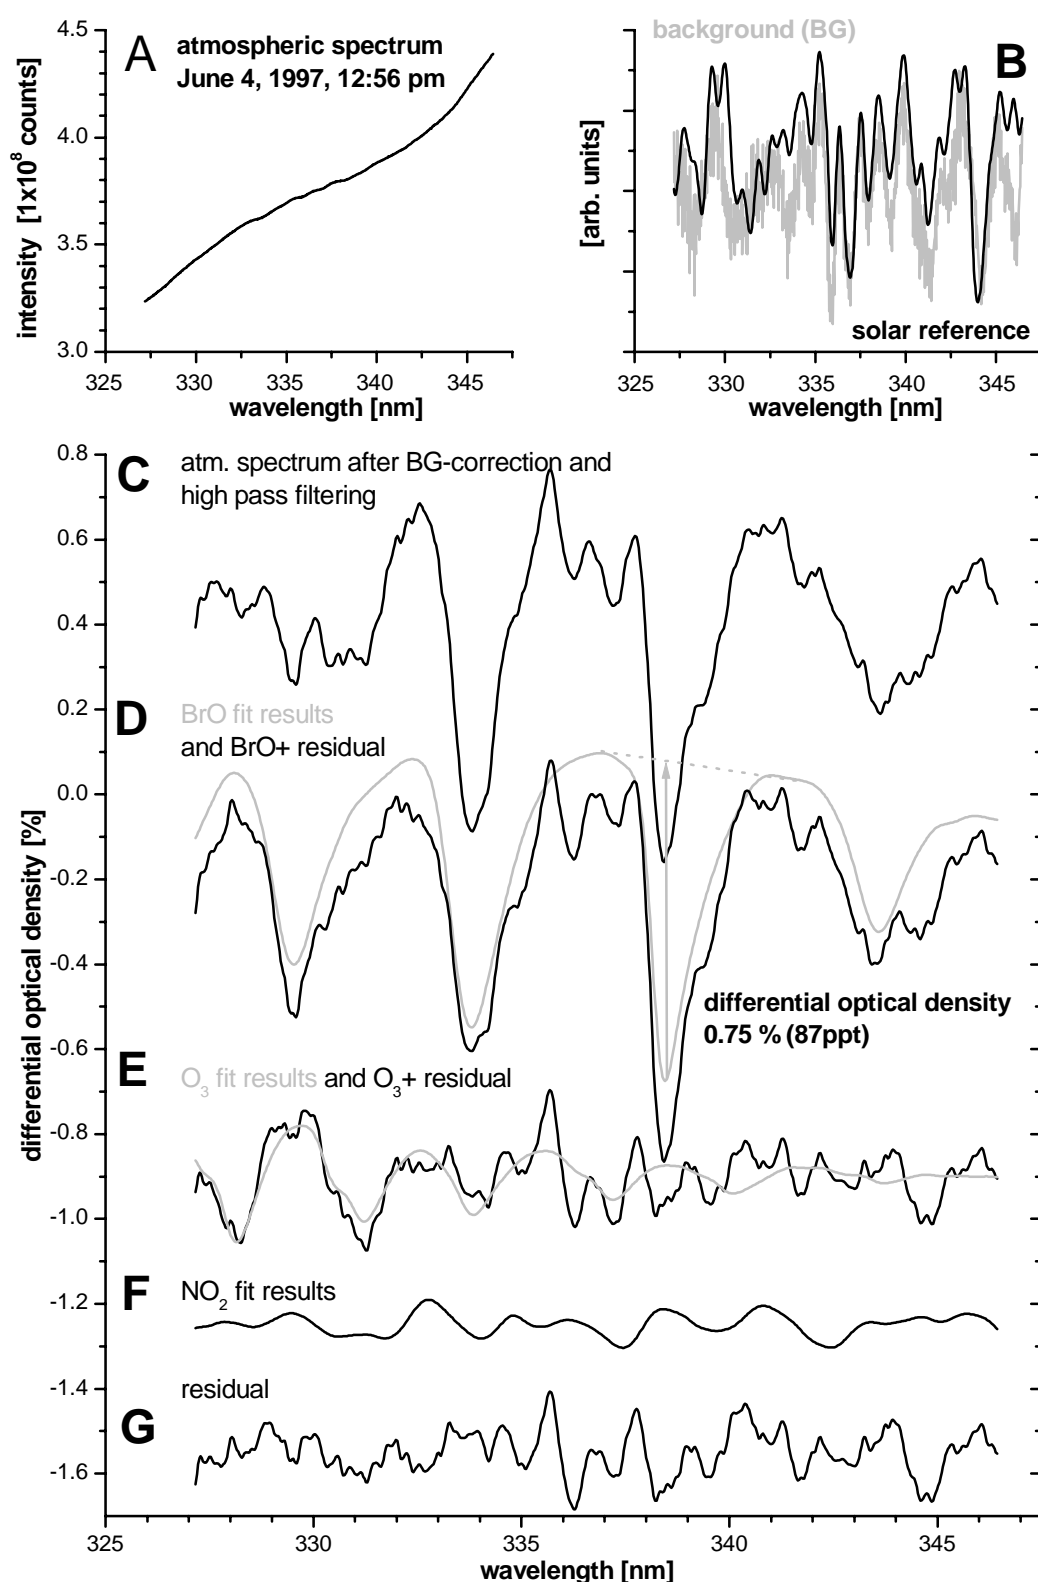 A
atmospheric spectrum
June 4, 1997, 12:56 pm
intensity [1x10⁸ counts]
4.5
4.0
3.5
3.0
325 330 335 340 345
wavelength [nm]
background (BG)
B
[arb. units]
solar reference
325 330 335 340 345
wavelength [nm]
C
atm. spectrum after BG-correction and
high pass filtering
D
BrO fit results
and BrO+ residual
differential optical density
0.75 % (87ppt)
E
O₃ fit results and O₃+ residual
F
NO₂ fit results
residual
G
differential optical density [%]
0.8
0.6
0.4
0.2
0.0
-0.2
-0.4
-0.6
-0.8
-1.0
-1.2
-1.4
-1.6
325 330 335 340 345
wavelength [nm]